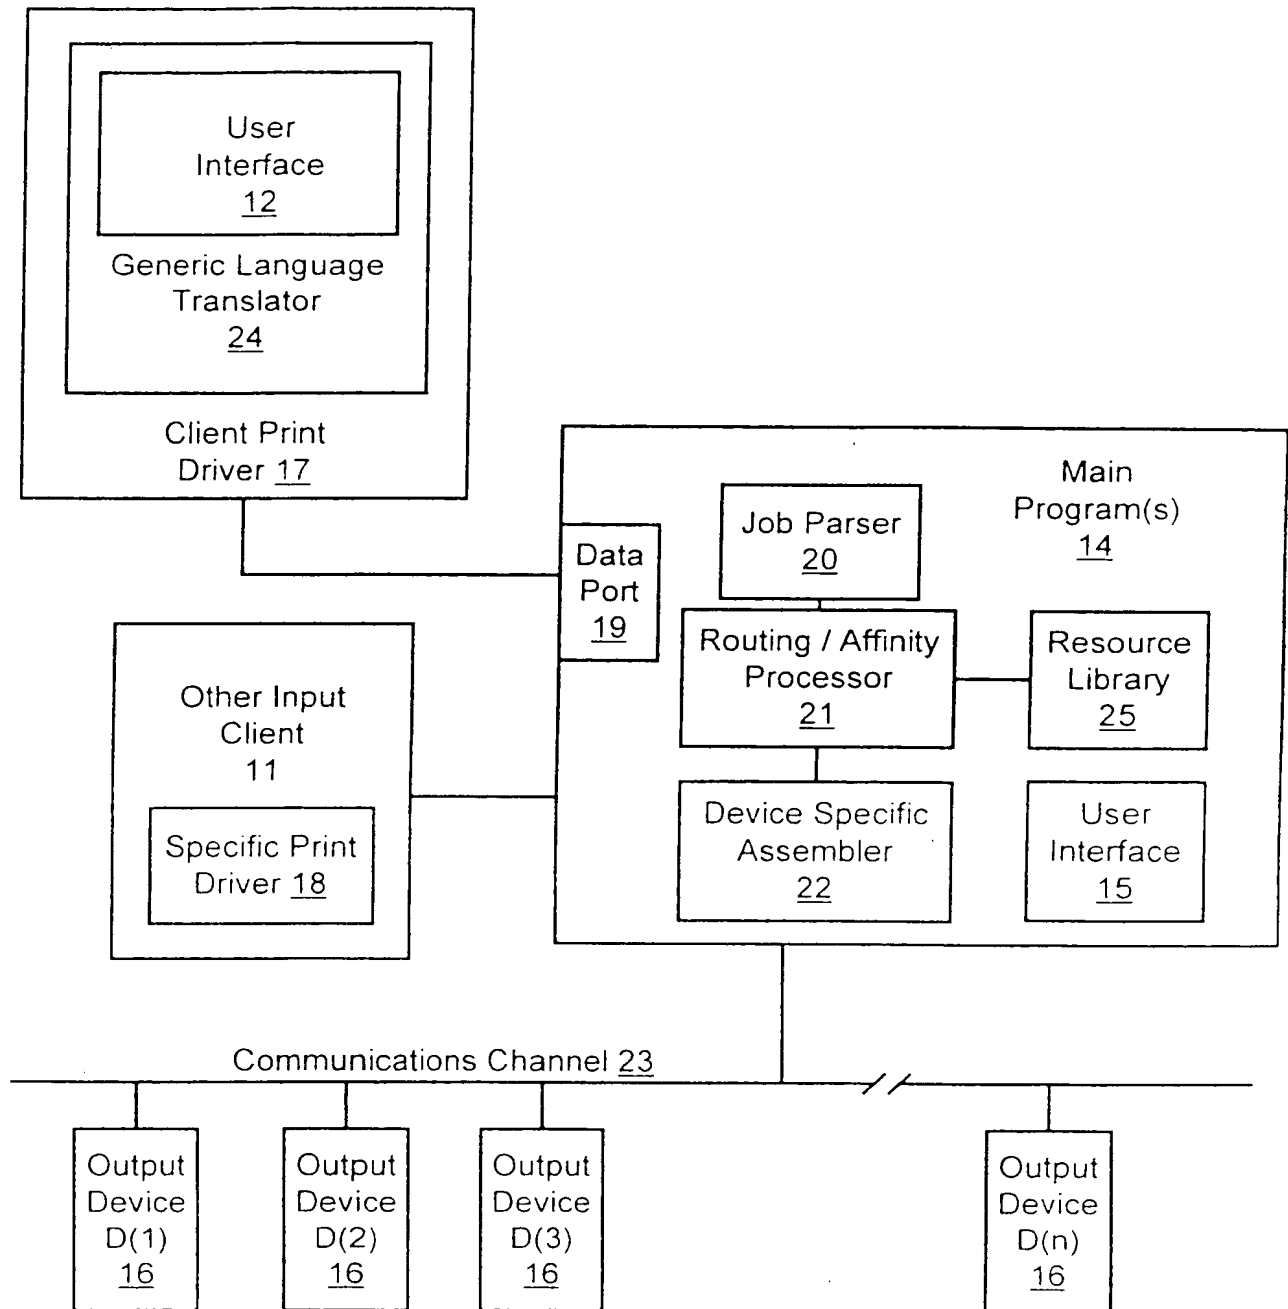 User
Interface
12
Generic Language
Translator
24
Client Print
Driver 17
Main
Program(s)
14
Job Parser
20
Data
Port
19
Routing / Affinity
Processor
21
Resource
Library
25
Other Input
Client
11
Specific Print
Driver 18
Device Specific
Assembler
22
User
Interface
15
Communications Channel 23
Output
Device
D(1)
16
Output
Device
D(2)
16
Output
Device
D(3)
16
Output
Device
D(n)
16